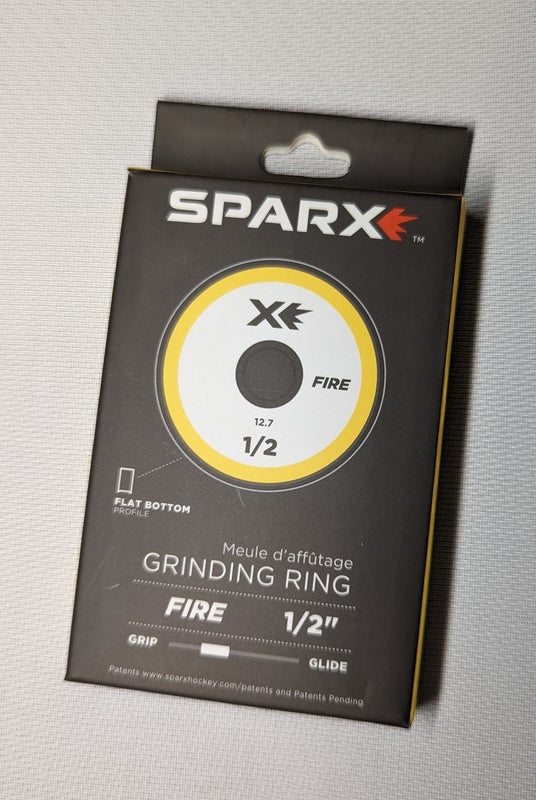 SPARX
™
X
FIRE
12.7
1/2
FLAT BOTTOM
PROFILE
Meule d'affûtage
GRINDING RING
FIRE 1/2"
GRIP GLIDE
Patents www.sparxhockey.com/patents and Patents Pending